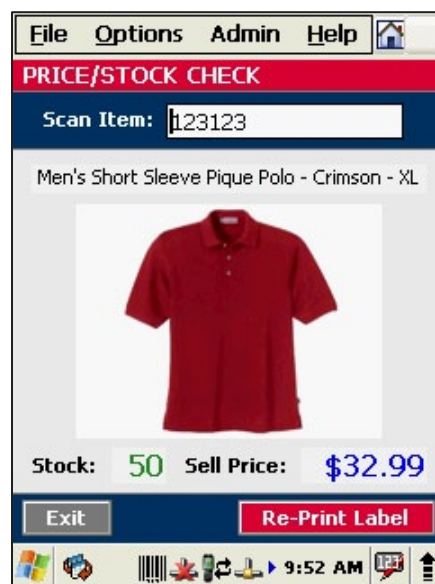 File Options Admin Help
PRICE/STOCK CHECK
Scan Item: 123123
Men's Short Sleeve Pique Polo - Crimson - XL
Stock: 50 Sell Price: $32.99
Exit Re-Print Label
9:52 AM 123